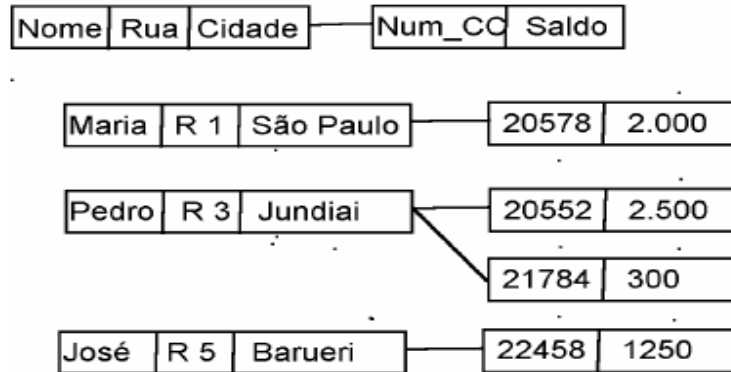 Nome Rua Cidade Num_CC Saldo
Maria R 1 São Paulo 20578 2.000
Pedro R 3 Jundiai 20552 2.500
21784 300
José R 5 Barueri 22458 1250